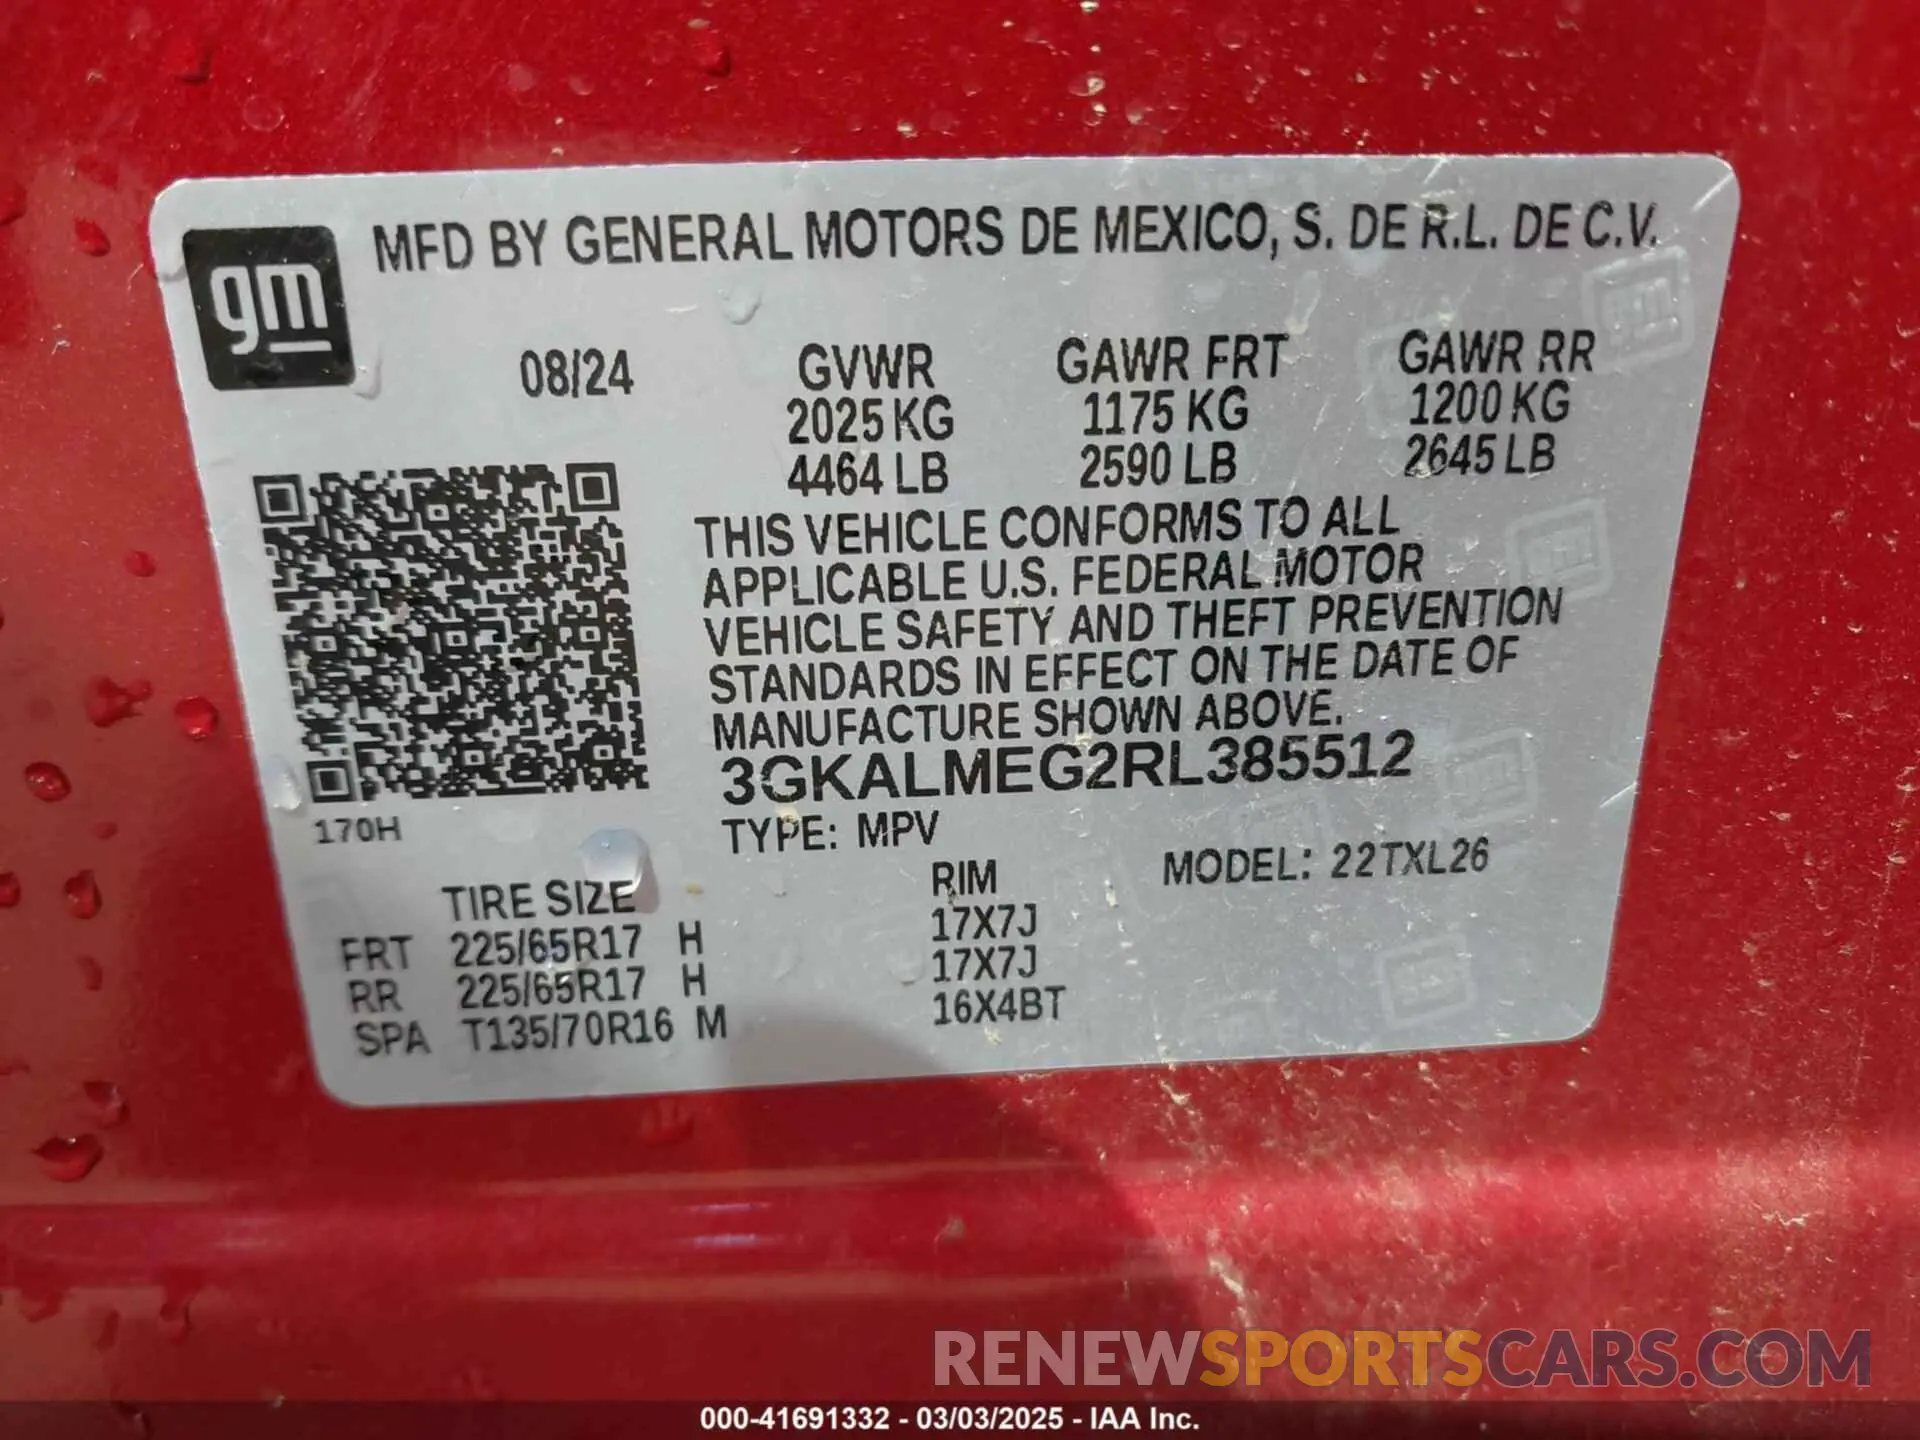 gm
MFD BY GENERAL MOTORS DE MEXICO, S. DE R.L. DE C.V.
08/24
GVWR GAWR FRT GAWR RR
2025 KG 1175 KG 1200 KG
4464 LB 2590 LB 2645 LB
THIS VEHICLE CONFORMS TO ALL
APPLICABLE U.S. FEDERAL MOTOR
VEHICLE SAFETY AND THEFT PREVENTION
STANDARDS IN EFFECT ON THE DATE OF
MANUFACTURE SHOWN ABOVE.
3GKALMEG2RL385512
170H
TYPE: MPV
MODEL: 22TXL26
TIRE SIZE RIM
FRT 225/65R17 H 17X7J
RR 225/65R17 H 17X7J
SPA T135/70R16 M 16X4BT
RENEWSPORTSCARS.COM
000-41691332 - 03/03/2025 - IAA Inc.